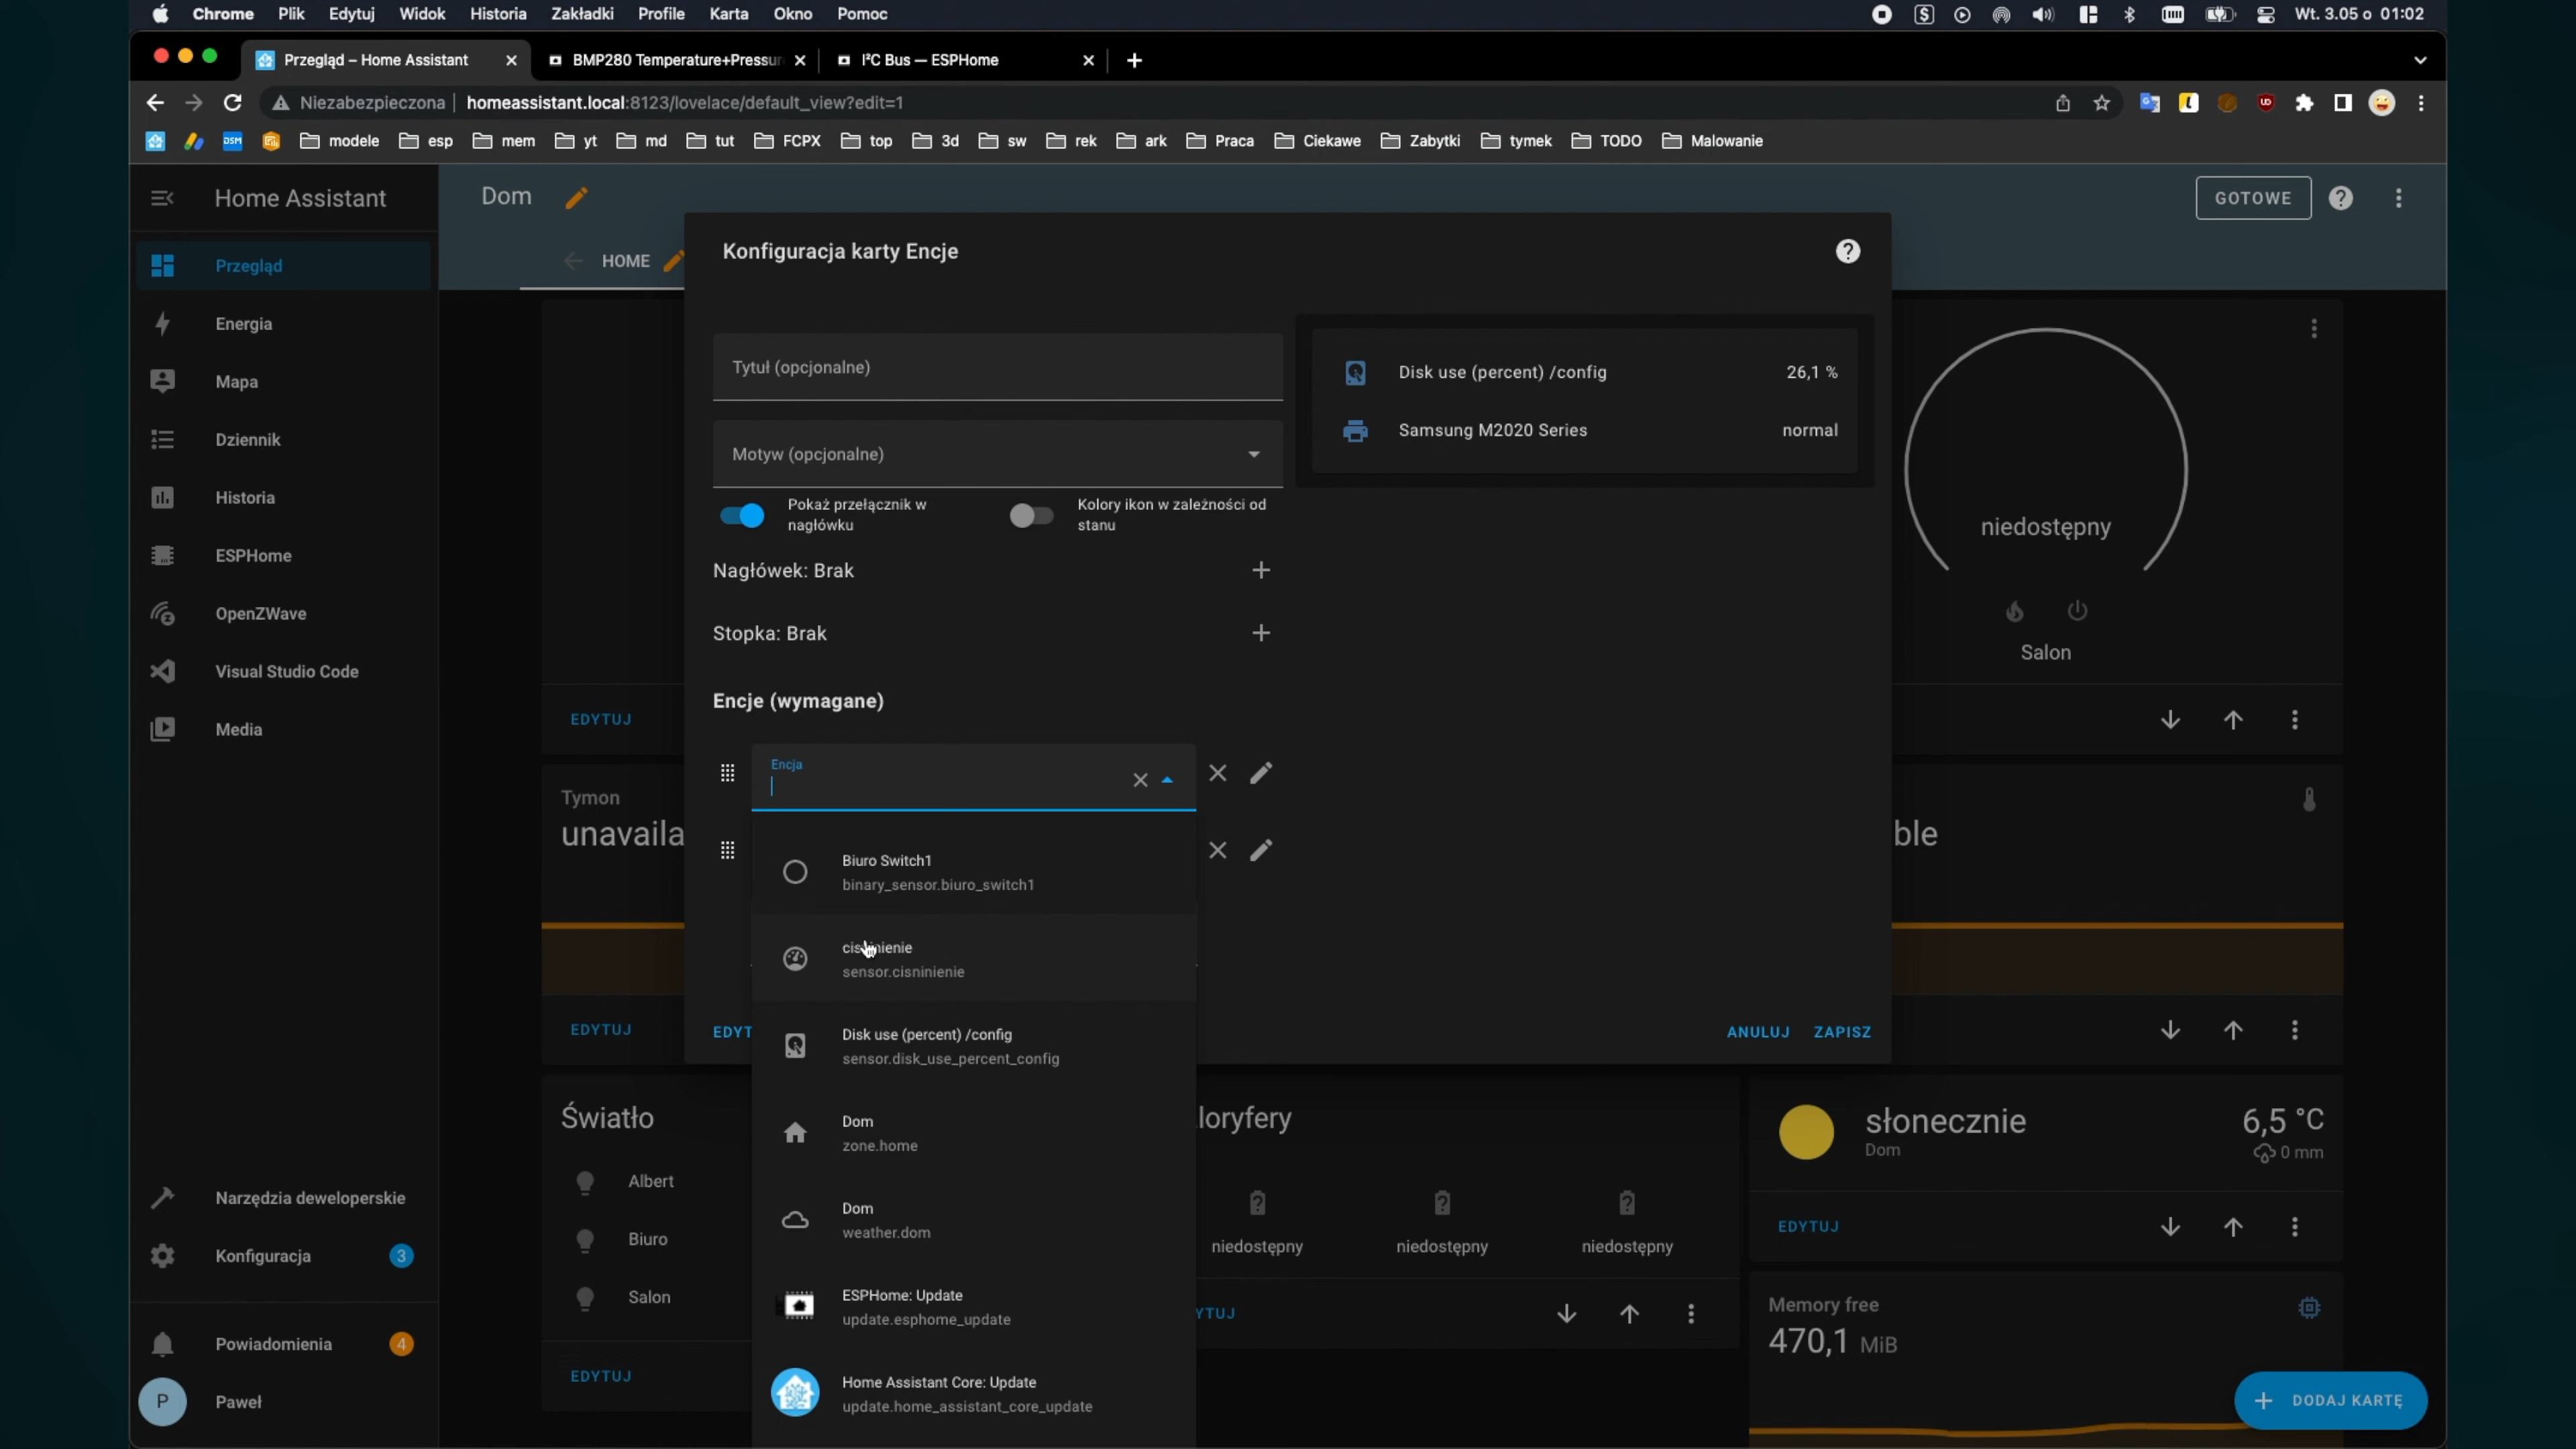 Chrome Plik Edytuj Widok Historia Zakładki Profile Karta Okno Pomoc
Wt. 3.05 o 01:02
Przegląd – Home Assistant
BMP280 Temperature+Pressur
I²C Bus — ESPHome
Niezabezpieczona homeassistant.local:8123/lovelace/default_view?edit=1
DSM modele esp mem yt md tut FCPX top 3d sw rek ark Praca Ciekawe Zabytki tymek TODO Malowanie
Home Assistant
Przegląd
Energia
Mapa
Dziennik
Historia
ESPHome
OpenZWave
Visual Studio Code
Media
Narzędzia deweloperskie
Konfiguracja 3
Powiadomienia 4
P Paweł
Dom
GOTOWE
HOME
Konfiguracja karty Encje
Tytuł (opcjonalne)
Motyw (opcjonalne)
Pokaż przełącznik w
nagłówku
Kolory ikon w zależności od
stanu
Nagłówek: Brak
Stopka: Brak
Encje (wymagane)
Encja
Biuro Switch1
binary_sensor.biuro_switch1
sensor.cisninienie
Disk use (percent) /config
sensor.disk_use_percent_config
Dom
zone.home
Dom
weather.dom
ESPHome: Update
update.esphome_update
Home Assistant Core: Update
update.home_assistant_core_update
Disk use (percent) /config 26,1 %
Samsung M2020 Series normal
EDYT
ANULUJ ZAPISZ
EDYTUJ
Tymon
unavaila
EDYTUJ
Światło
Albert
Biuro
Salon
EDYTUJ
loryfery
niedostępny niedostępny niedostępny
YTUJ
niedostępny
Salon
ble
słonecznie
Dom
6,5 °C
0 mm
EDYTUJ
Memory free
470,1 MiB
DODAJ KARTĘ